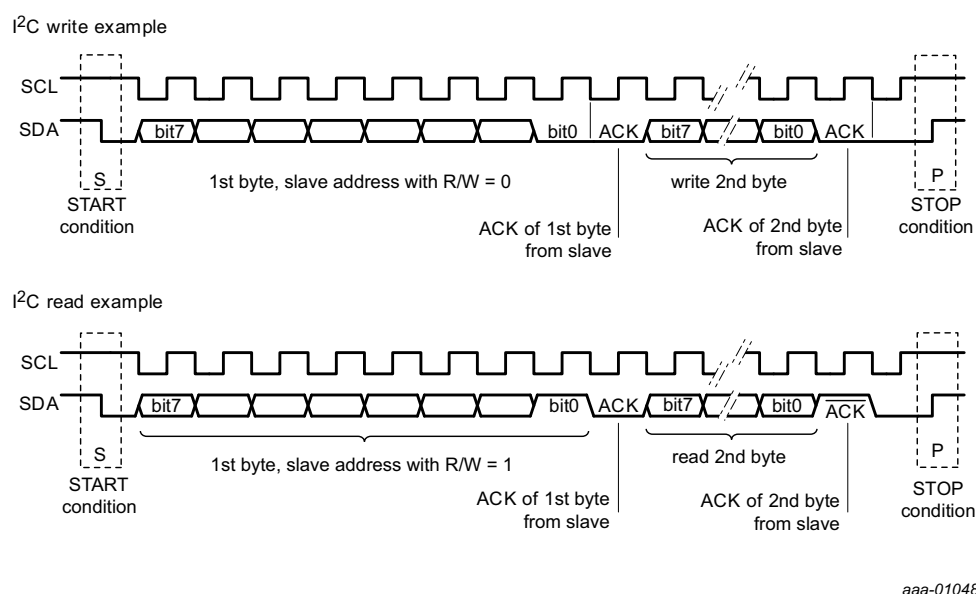 I²C write example
SCL
SDA
bit7
bit0
ACK
bit7
bit0
ACK
S
START
condition
1st byte, slave address with R/W = 0
write 2nd byte
ACK of 1st byte
from slave
ACK of 2nd byte
from slave
P
STOP
condition
I²C read example
SCL
SDA
bit7
bit0
ACK
bit7
bit0
A̅C̅K̅
S
START
condition
1st byte, slave address with R/W = 1
read 2nd byte
ACK of 1st byte
from slave
ACK of 2nd byte
from slave
P
STOP
condition
aaa-01048